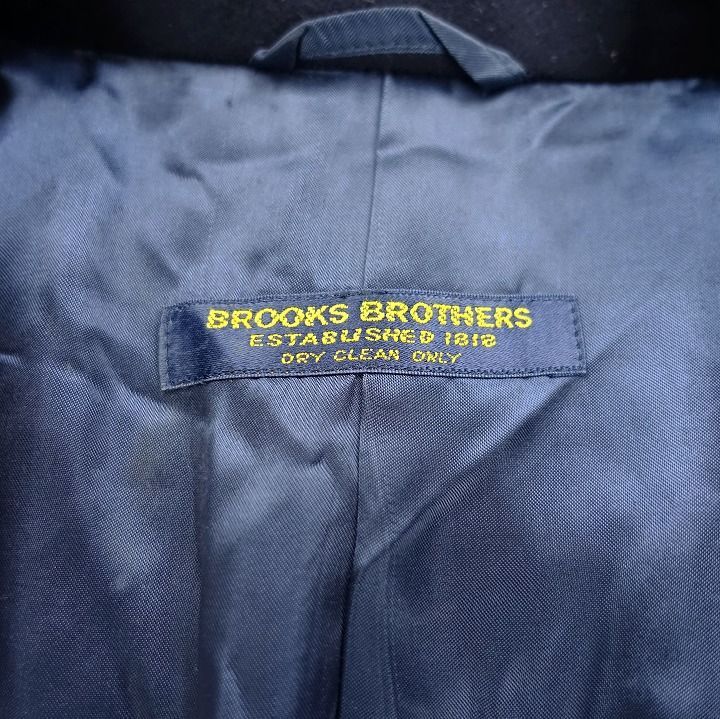 BROOKS BROTHERS
ESTABLISHED 1818
DRY CLEAN ONLY